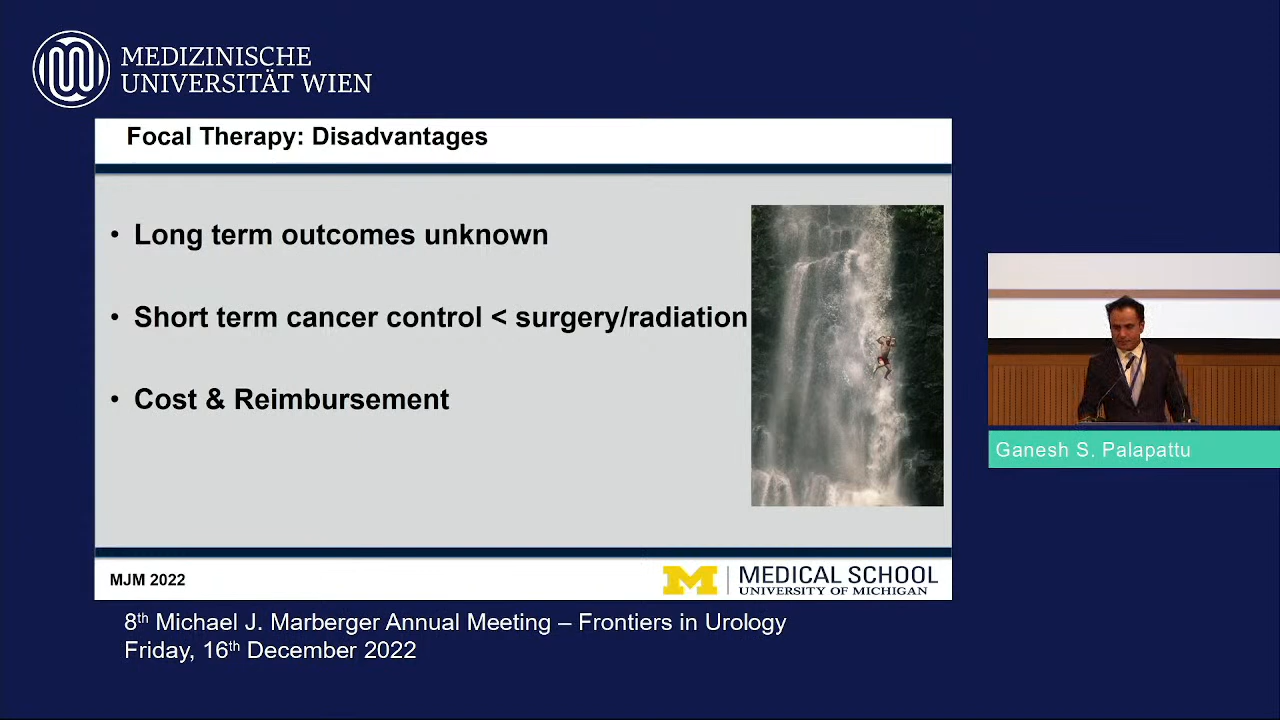 MEDIZINISCHE
UNIVERSITÄT WIEN
Focal Therapy: Disadvantages
• Long term outcomes unknown
• Short term cancer control < surgery/radiation
• Cost & Reimbursement
MJM 2022
M MEDICAL SCHOOL
UNIVERSITY OF MICHIGAN
Ganesh S. Palapattu
8th Michael J. Marberger Annual Meeting – Frontiers in Urology
Friday, 16th December 2022